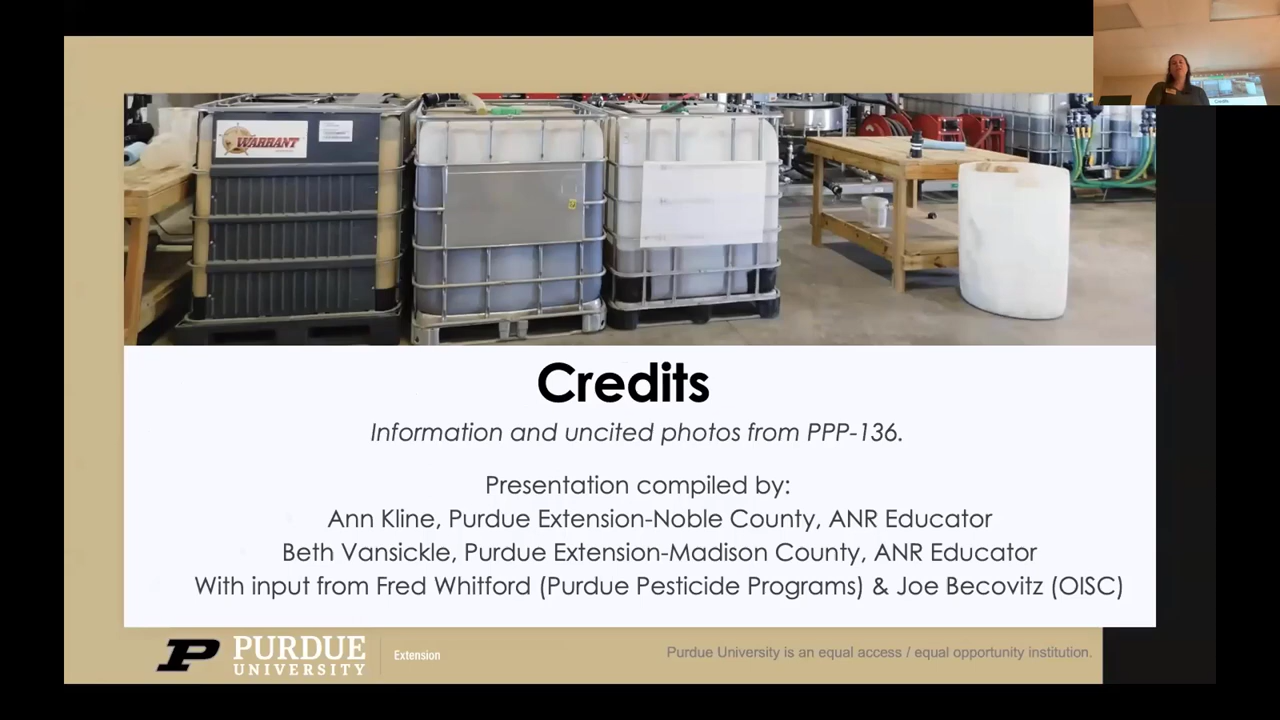 WARRANT
Credits
Credits
Information and uncited photos from PPP-136.
Presentation compiled by:
Ann Kline, Purdue Extension-Noble County, ANR Educator
Beth Vansickle, Purdue Extension-Madison County, ANR Educator
With input from Fred Whitford (Purdue Pesticide Programs) & Joe Becovitz (OISC)
P PURDUE
UNIVERSITY
Extension
Purdue University is an equal access / equal opportunity institution.